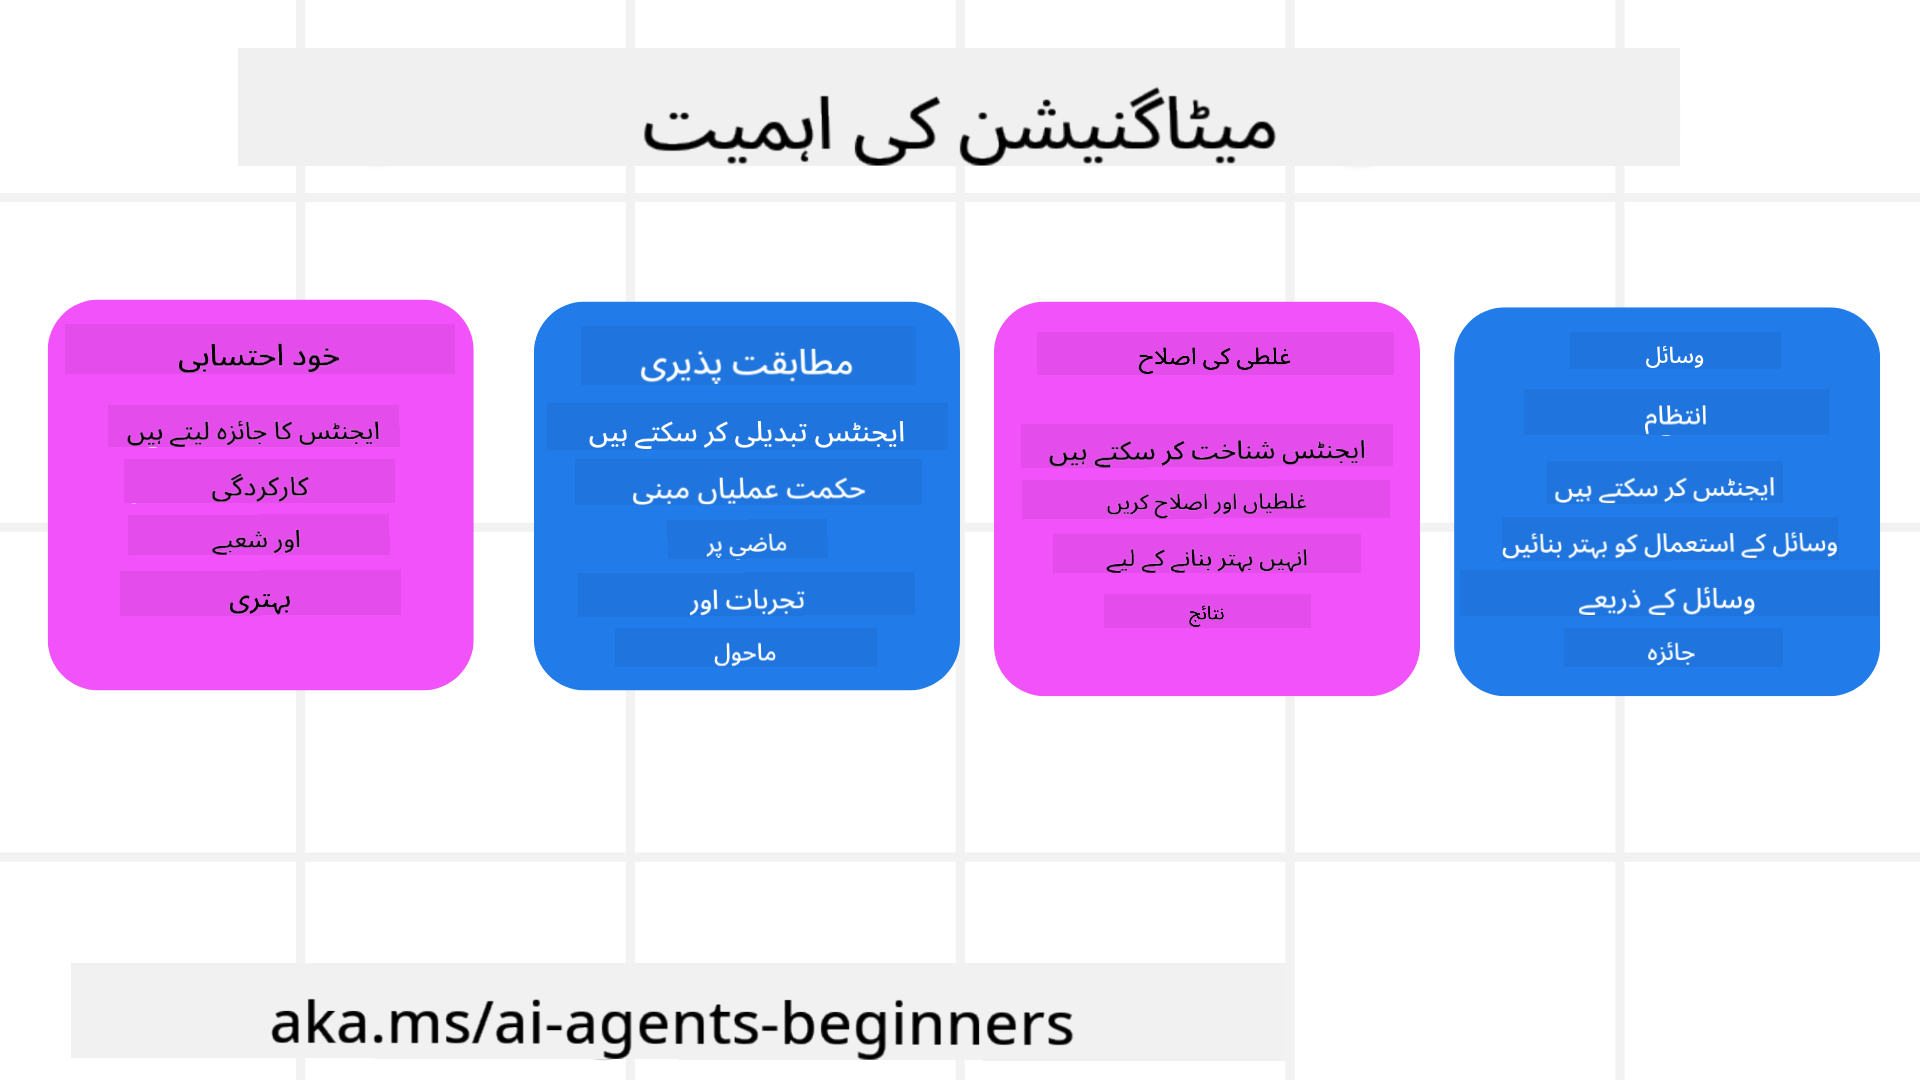 میٹاگنیشن کی اہمیت
خود احتسابی
ایجنٹس کا جائزہ لیتے ہیں
کارکردگی
اور شعبے
بہتری
مطابقت پذیری
ایجنٹس تبدیلی کر سکتے ہیں
حکمت عملیاں مبنی
ماضی پر
تجربات اور
ماحول
غلطی کی اصلاح
ایجنٹس شناخت کر سکتے ہیں
غلطیاں اور اصلاح کریں
انہیں بہتر بنانے کے لیے
نتائج
وسائل
انتظام
ایجنٹس کر سکتے ہیں
وسائل کے استعمال کو بہتر بنائیں
وسائل کے ذریعے
جائزہ
aka.ms/ai-agents-beginners